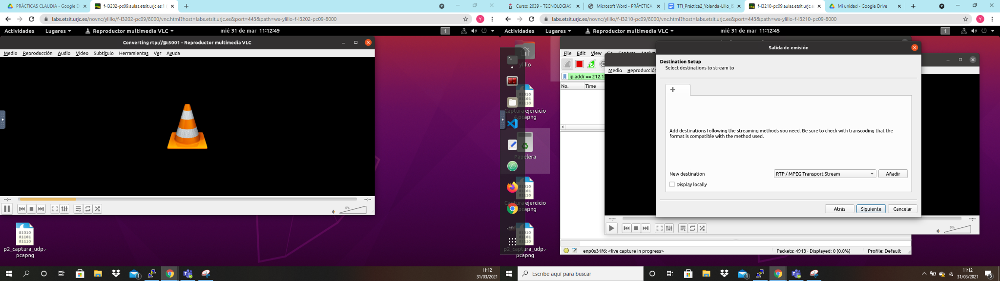 PRÁCTICAS CLAUDIA - Google D
f-l3202-pc09.aulas.etsit.urjc.es:1
labs.etsit.urjc.es/novnc/ylillo/f-l3202-pc09/8000/vnc.html?host=labs.etsit.urjc.es&port=443&path=ws-ylillo-f-l3202-pc09-8000
Y
Actividades Lugares Reproductor multimedia VLC mié 31 de mar 11:12:45 1
Converting rtp://@:5001 - Reproductor multimedia VLC
Medio Reproducción Audio Vídeo Subtítulo Herramientas Ver Ayuda
--:-- --:--
0%
01010
01101
01110
p2_captura_udp.-
pcapng
1
11:12
31/03/2021
Curso: 2039 - TECNOLOGIAS
Microsoft Word - PRÃ†CTICA
TTI_Práctica2_Yolanda-Lillo_IS
f-l3210-pc09.aulas.etsit.urjc.e
Mi unidad - Google Drive
labs.etsit.urjc.es/novnc/ylillo/f-l3210-pc09/8000/vnc.html?host=labs.etsit.urjc.es&port=443&path=ws-ylillo-f-l3210-pc09-8000
Y
Actividades Lugares Reproductor multimedia VLC mié 31 de mar 11:12:45 1
ylillo
Captura ejercicio
4.pcapng
Papelera
Captura ejercicio
pcapng
p2_captura_udp.-
pcapng
File Edit View
ip.addr == 212.1
No. Time
Medio Reproducción
Salida de emisión
Destination Setup
Select destinations to stream to
Add destinations following the streaming methods you need. Be sure to check with transcoding that the
format is compatible with the method used.
New destination RTP / MPEG Transport Stream Añadir
Display locally
Atrás Siguiente Cancelar
--:-- --:--
0%
enp0s31f6: <live capture in progress> Packets: 4913 · Displayed: 0 (0.0%) Profile: Default
Escribe aquí para buscar
1
11:12
31/03/2021
3